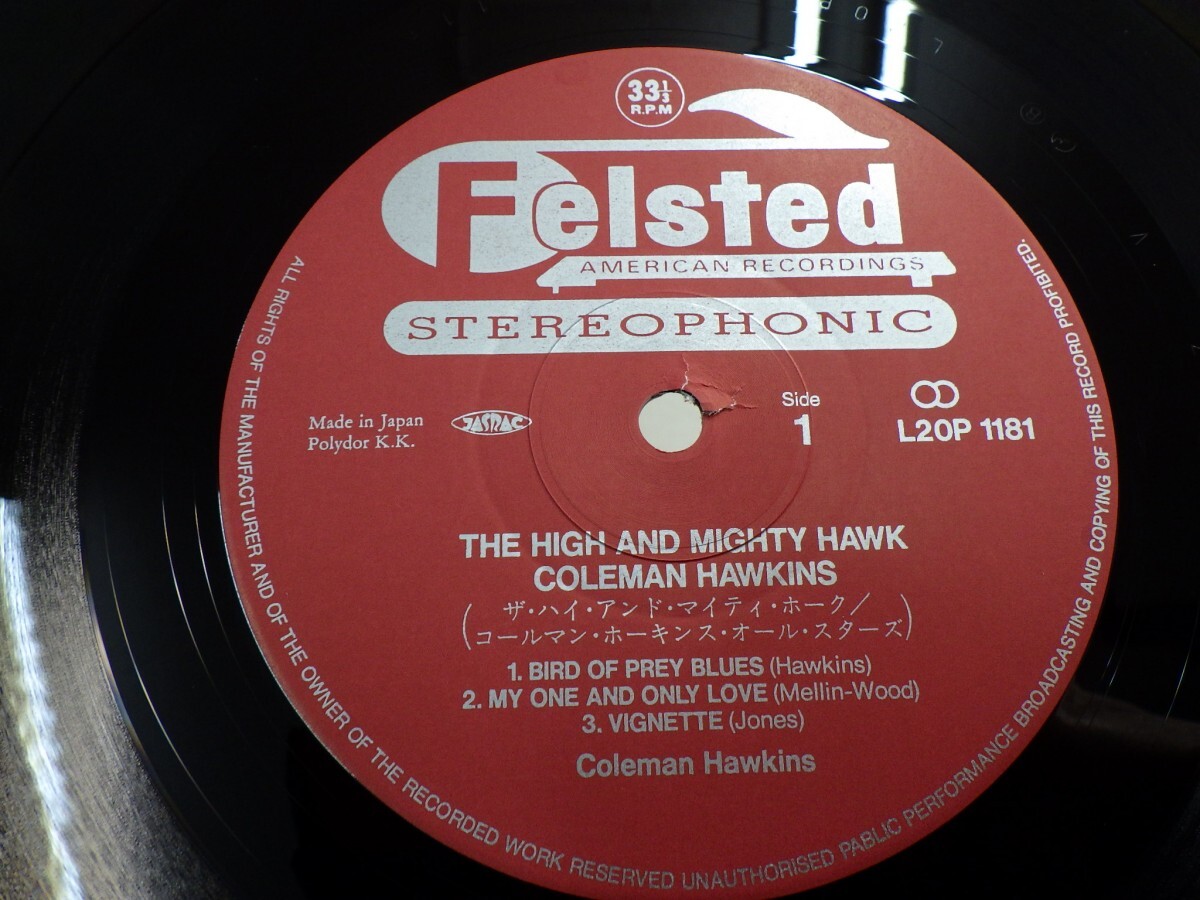 33 1/3
R.P.M
Felsted
AMERICAN RECORDINGS
STEREOPHONIC
Made in Japan
Polydor K.K.
JASRAC
Side
1
L20P 1181
THE HIGH AND MIGHTY HAWK
COLEMAN HAWKINS
(ザ・ハイ・アンド・マイティ・ホーク/
コールマン・ホーキンス・オール・スターズ)
1. BIRD OF PREY BLUES (Hawkins)
2. MY ONE AND ONLY LOVE (Mellin-Wood)
3. VIGNETTE (Jones)
Coleman Hawkins
ALL RIGHTS OF THE MANUFACTURER AND OF THE OWNER OF THE RECORDED WORK RESERVED UNAUTHORISED PABLIC PERFORMANCE BROADCASTING AND COPYING OF THIS RECORD PROFIBITED.